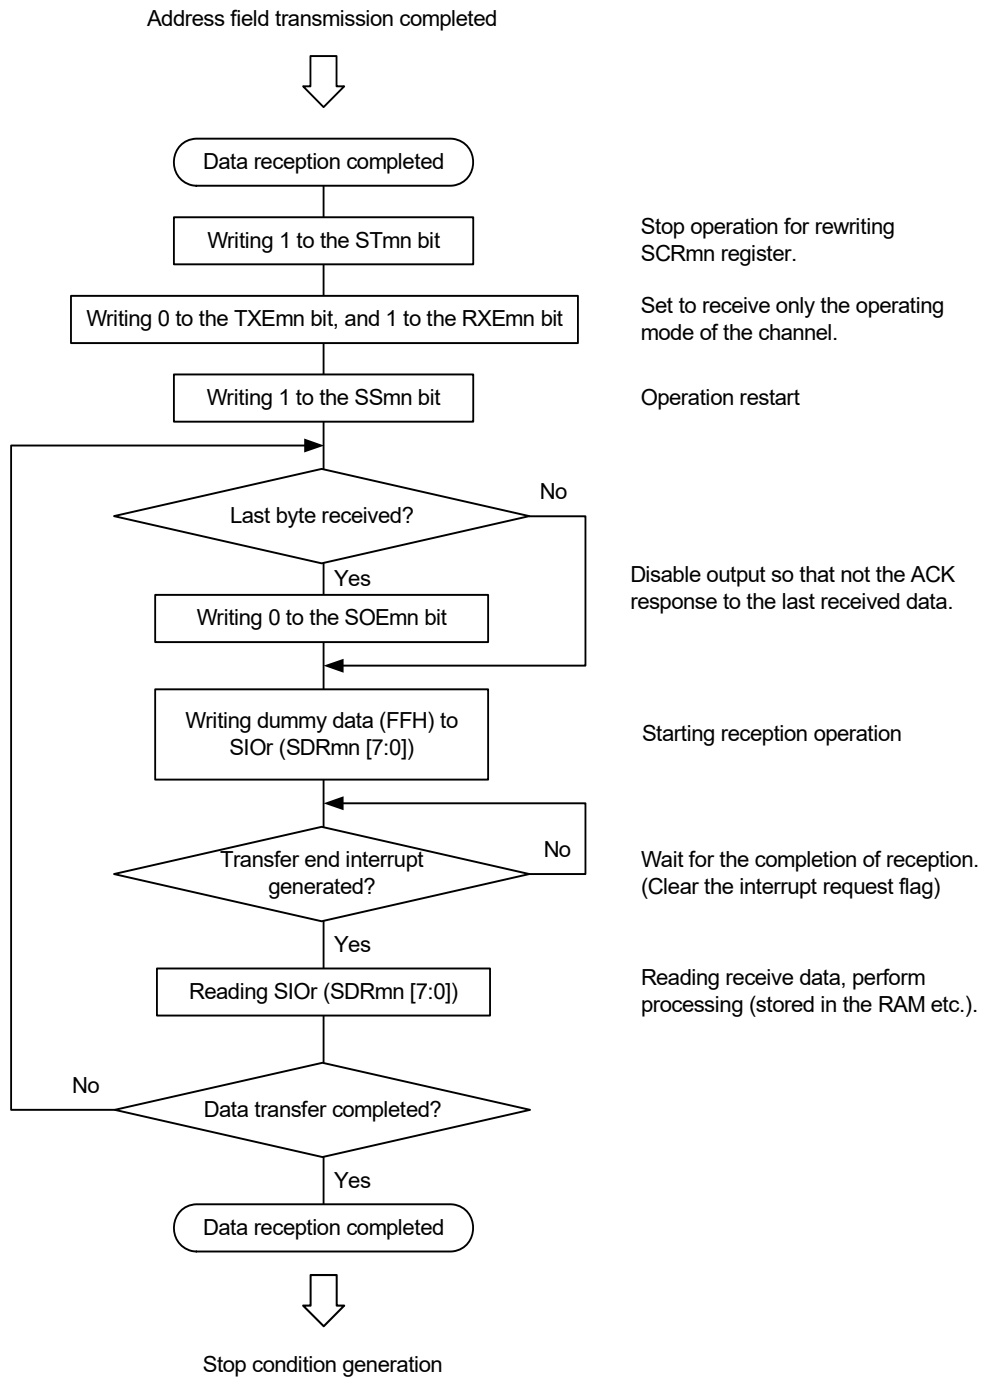 Address field transmission completed
Data reception completed
Writing 1 to the STmn bit
Stop operation for rewriting
SCRmn register.
Writing 0 to the TXEmn bit, and 1 to the RXEmn bit
Set to receive only the operating
mode of the channel.
Writing 1 to the SSmn bit
Operation restart
No
Last byte received?
Yes
Disable output so that not the ACK
response to the last received data.
Writing 0 to the SOEmn bit
Writing dummy data (FFH) to
SIOr (SDRmn [7:0])
Starting reception operation
Transfer end interrupt
generated?
No
Wait for the completion of reception.
(Clear the interrupt request flag)
Yes
Reading SIOr (SDRmn [7:0])
Reading receive data, perform
processing (stored in the RAM etc.).
No
Data transfer completed?
Yes
Data reception completed
Stop condition generation